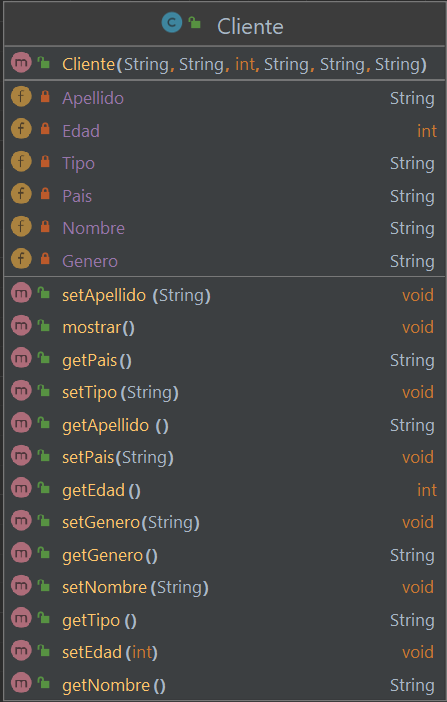 Cliente
Cliente(String, String, int, String, String, String)
Apellido String
Edad int
Tipo String
Pais String
Nombre String
Genero String
setApellido (String) void
mostrar() void
getPais() String
setTipo(String) void
getApellido () String
setPais(String) void
getEdad () int
setGenero(String) void
getGenero() String
setNombre (String) void
getTipo () String
setEdad (int) void
getNombre () String